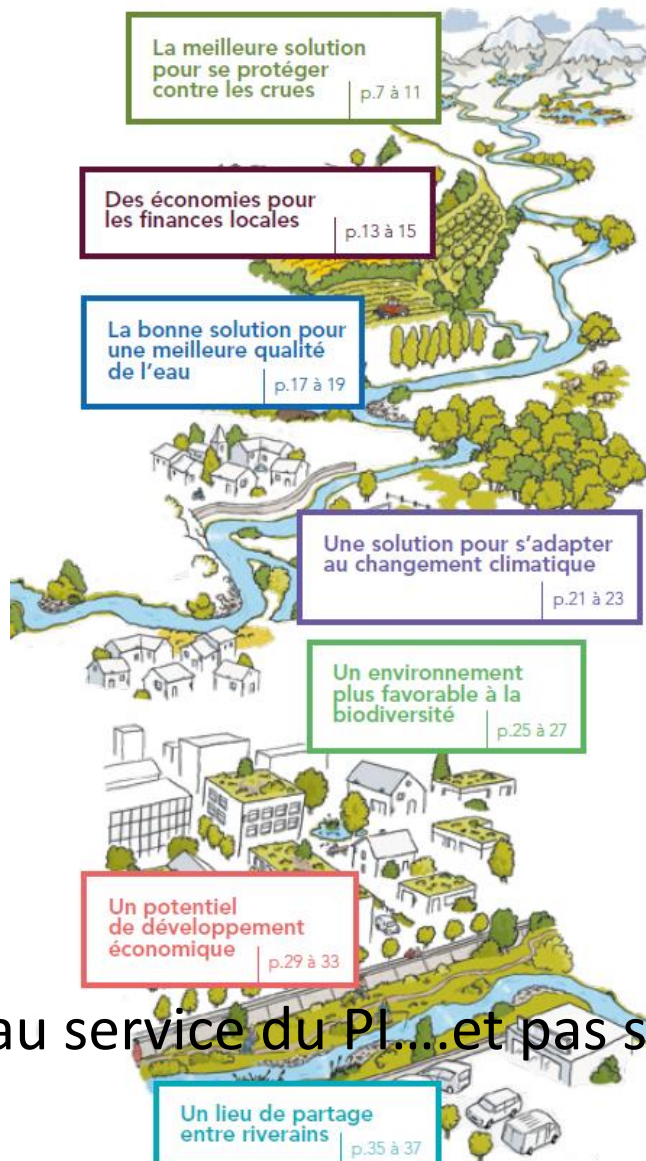 La meilleure solution
pour se protéger
contre les crues
p.7 à 11
Des économies pour
les finances locales
p.13 à 15
La bonne solution pour
une meilleure qualité
de l'eau
p.17 à 19
Une solution pour s'adapter
au changement climatique
p.21 à 23
Un environnement
plus favorable à la
biodiversité
p.25 à 27
Un potentiel
de développement
économique
p.29 à 33
au service du PI....et pas s
Un lieu de partage
entre riverains
p.35 à 37